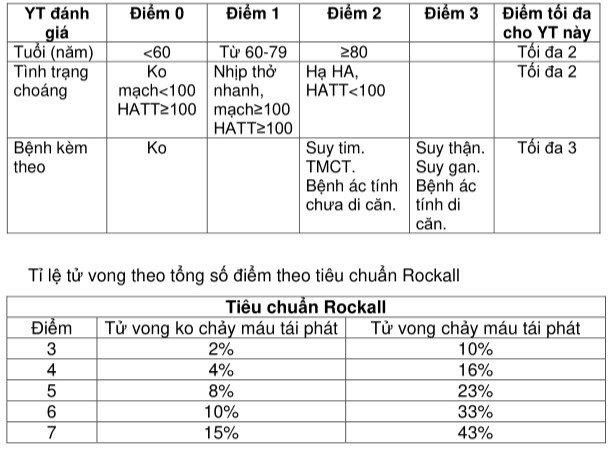 YT đánh giá | Điểm 0 | Điểm 1 | Điểm 2 | Điểm 3 | Điểm tối đa cho YT này
Tuổi (năm) | <60 | Từ 60-79 | ≥80 | | Tối đa 2
Tình trạng choáng | Ko mạch<100 HATT≥100 | Nhịp thở nhanh, mạch≥100 HATT≥100 | Hạ HA, HATT<100 | | Tối đa 2
Bệnh kèm theo | Ko | | Suy tim. TMCT. Bệnh ác tính chưa di căn. | Suy thận. Suy gan. Bệnh ác tính di căn. | Tối đa 3
Tỉ lệ tử vong theo tổng số điểm theo tiêu chuẩn Rockall
Tiêu chuẩn Rockall
Điểm | Tử vong ko chảy máu tái phát | Tử vong chảy máu tái phát
3 | 2% | 10%
4 | 4% | 16%
5 | 8% | 23%
6 | 10% | 33%
7 | 15% | 43%